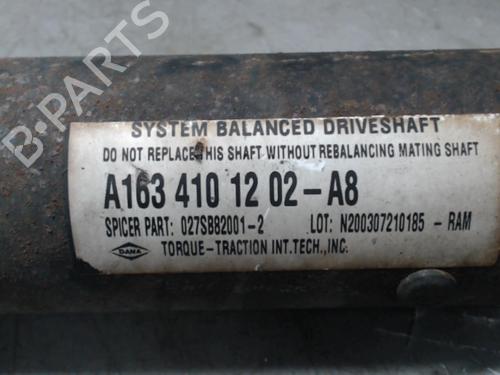 SYSTEM BALANCED DRIVESHAFT
DO NOT REPLACE THIS SHAFT WITHOUT REBALANCING MATING SHAFT
A163 410 12 02-A8
SPICER PART: 027SB82001-2 LOT: N200307210185 - RAM
DANA TORQUE-TRACTION INT.TECH.,INC.
B-PARTS